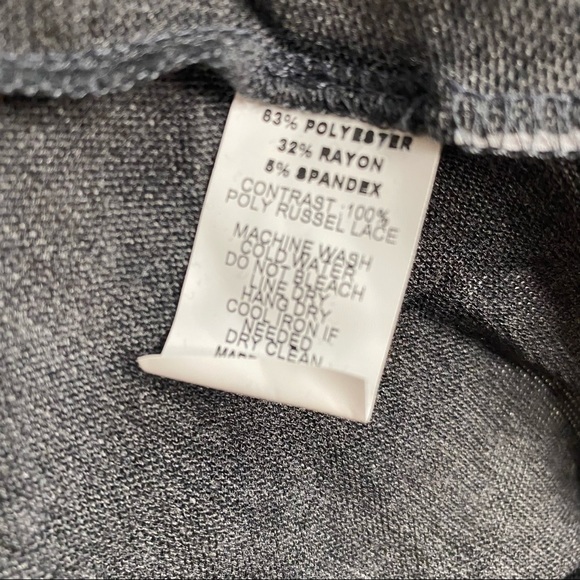 63% POLYESTER
32% RAYON
5% SPANDEX
CONTRAST :100%
POLY RUSSEL LACE
MACHINE WASH
COLD WATER
DO NOT BLEACH
LINE DRY
HANG DRY
COOL IRON IF
NEEDED
DRY CLEAN